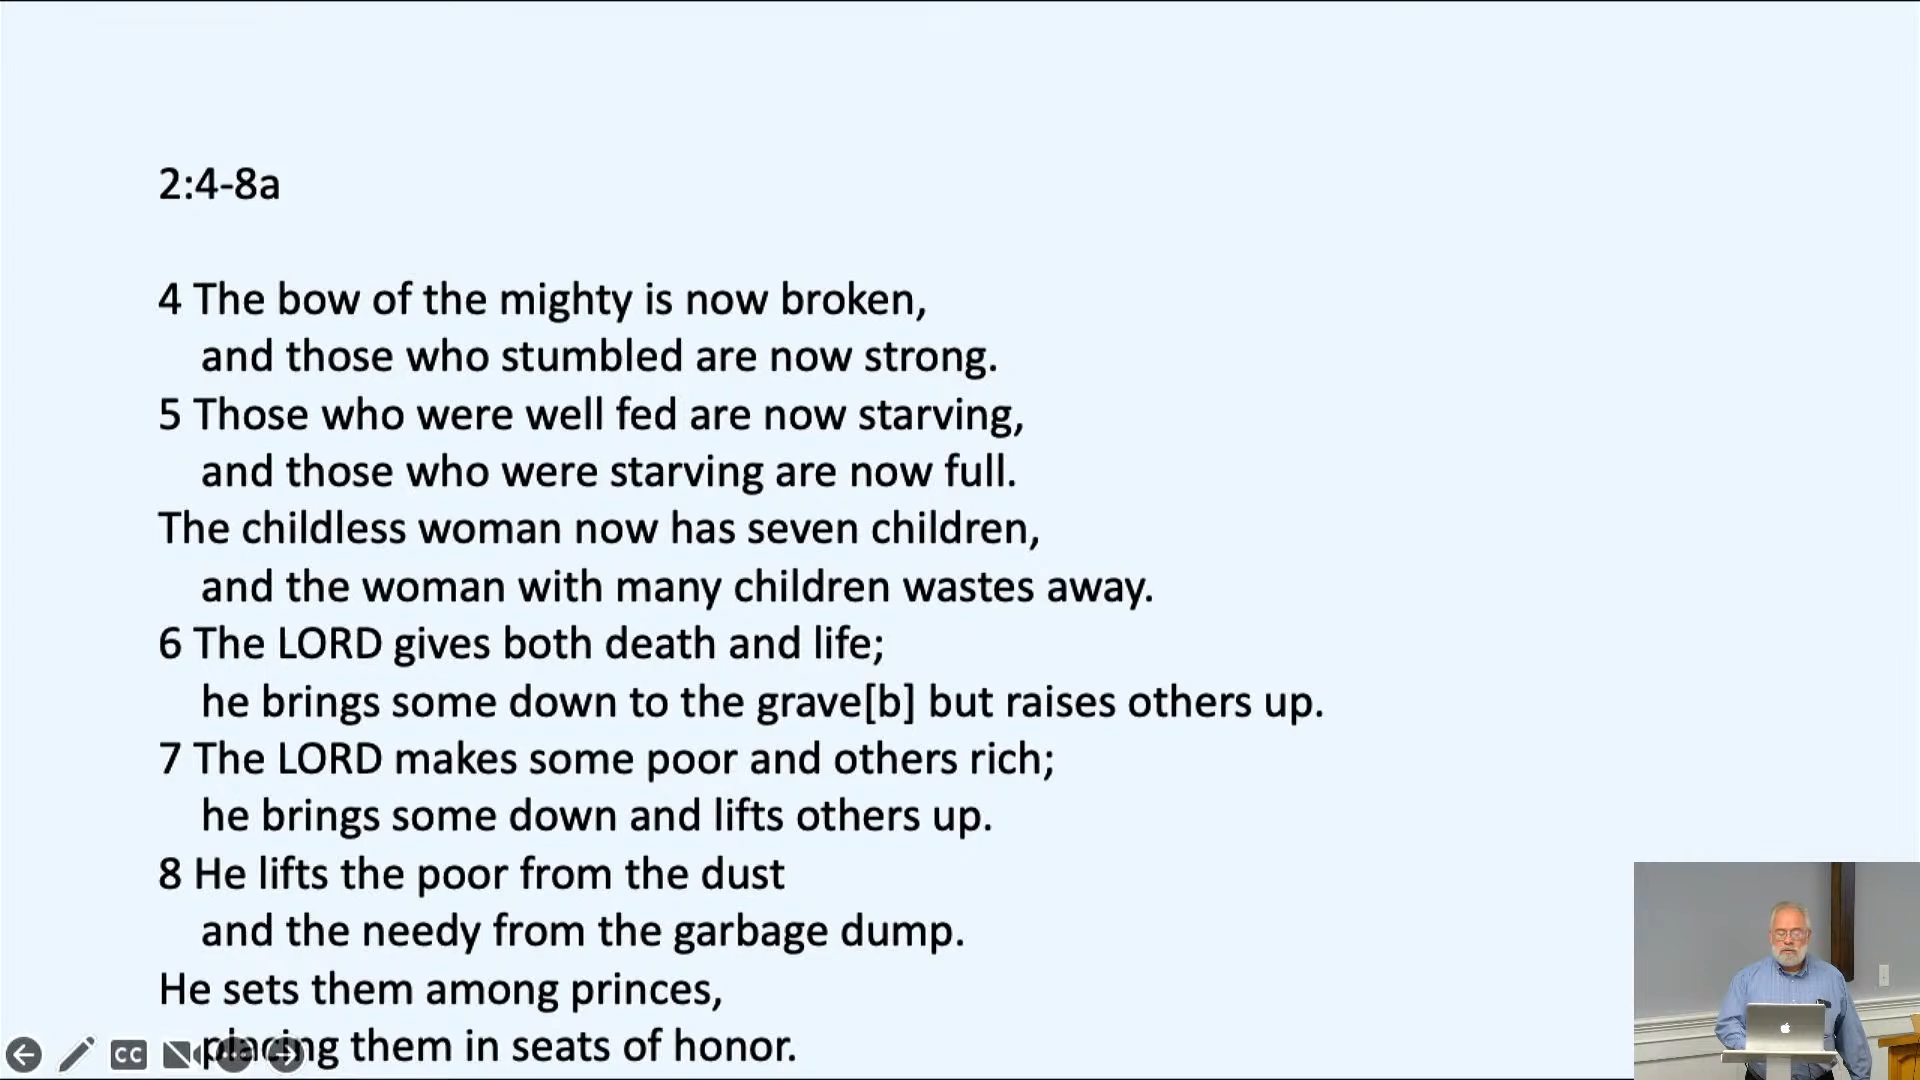 2:4-8a
4 The bow of the mighty is now broken,
and those who stumbled are now strong.
5 Those who were well fed are now starving,
and those who were starving are now full.
The childless woman now has seven children,
and the woman with many children wastes away.
6 The LORD gives both death and life;
he brings some down to the grave[b] but raises others up.
7 The LORD makes some poor and others rich;
he brings some down and lifts others up.
8 He lifts the poor from the dust
and the needy from the garbage dump.
He sets them among princes,
placing them in seats of honor.
CC